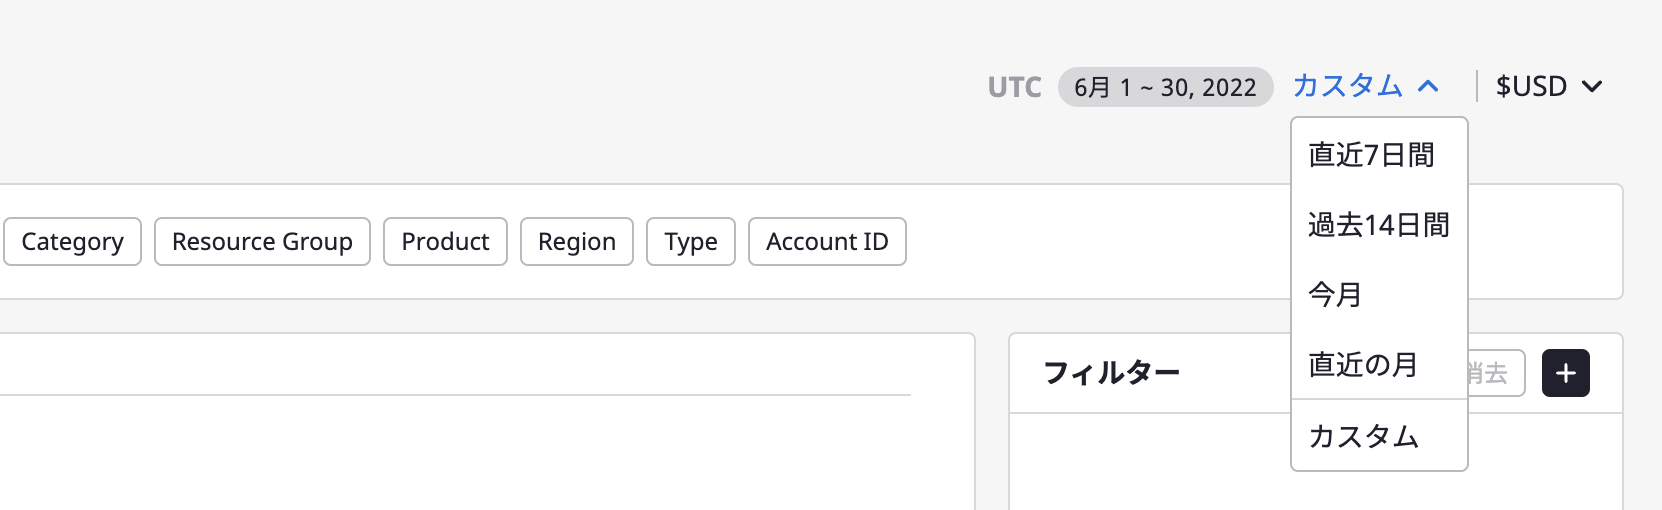 UTC 6月 1 ~ 30, 2022 カスタム $USD
直近7日間
過去14日間
今月
直近の月
カスタム
Category Resource Group Product Region Type Account ID
フィルター 消去